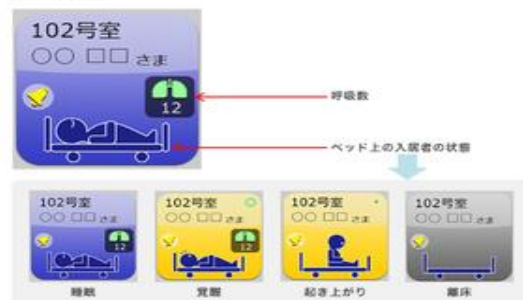 102号室
○○ □□ さま
12
呼吸数
ベッド上の入居者の状態
102号室
○○ □□ さま
12
睡眠
102号室
○○ □□ さま
12
覚醒
102号室
○○ □□ さま
起き上がり
102号室
○○ □□ さま
離床